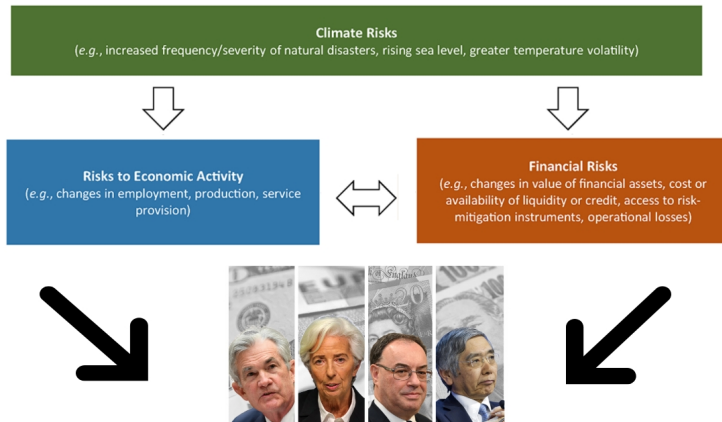 Climate Risks
(e.g., increased frequency/severity of natural disasters, rising sea level, greater temperature volatility)
Risks to Economic Activity
(e.g., changes in employment, production, service
provision)
Financial Risks
(e.g., changes in value of financial assets, cost or
availability of liquidity or credit, access to risk-
mitigation instruments, operational losses)